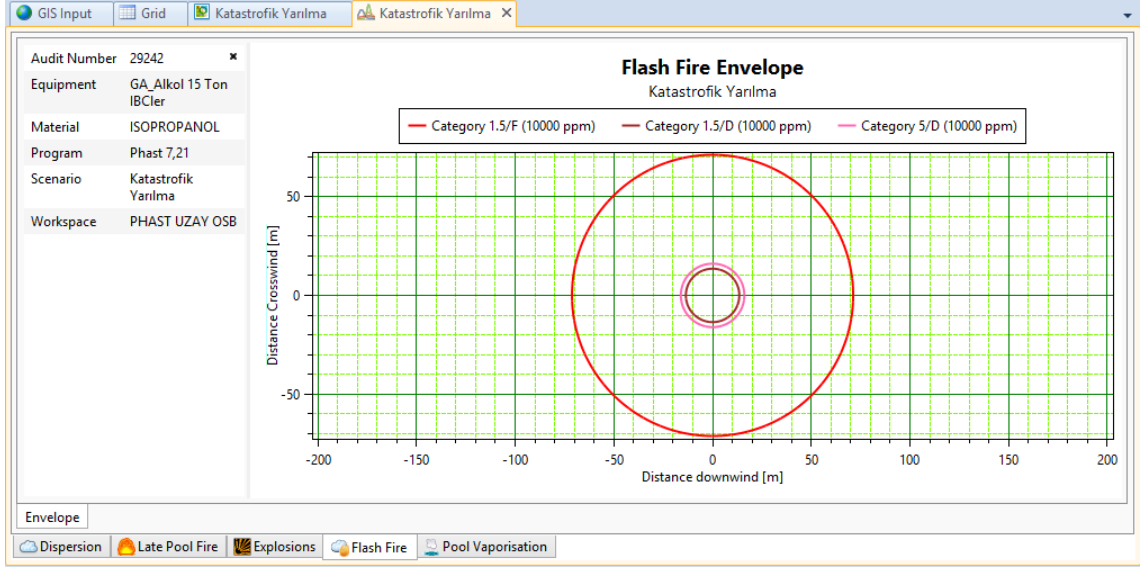 GIS Input
Grid
Katastrofik Yarılma
Katastrofik Yarılma
Audit Number 29242
Equipment GA_Alkol 15 Ton
IBCler
Material ISOPROPANOL
Program Phast 7,21
Scenario Katastrofik
Yarılma
Workspace PHAST UZAY OSB
Flash Fire Envelope
Katastrofik Yarılma
Category 1.5/F (10000 ppm) Category 1.5/D (10000 ppm) Category 5/D (10000 ppm)
Distance Crosswind [m]
50
0
-50
-200 -150 -100 -50 0 50 100 150 200
Distance downwind [m]
Envelope
Dispersion Late Pool Fire Explosions Flash Fire Pool Vaporisation